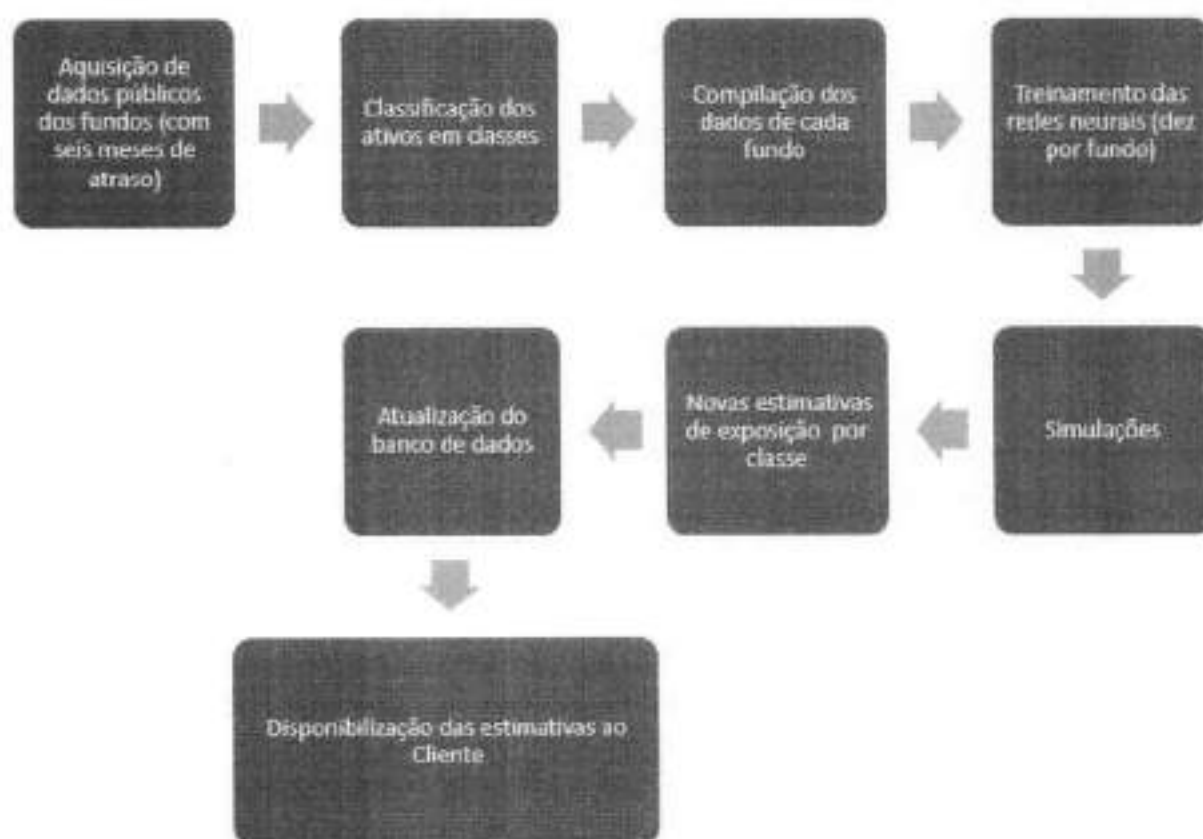 Aquisição de
dados públicos
dos fundos (com
seis meses de
atraso)
Classificação dos
ativos em classes
Compilação dos
dados de cada
fundo
Treinamento das
redes neurais (dez
por fundo)
Simulações
Novas estimativas
de exposição por
classe
Atualização do
banco de dados
Disponibilização das estimativas ao
Cliente